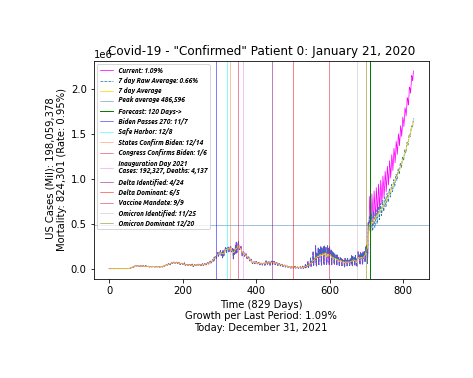 Covid-19 - "Confirmed" Patient 0: January 21, 2020
1e6
Current: 1.09%
7 day Raw Average: 0.66%
7 day Average
Peak average 486,596
Forecast: 120 Days->
Biden Passes 270: 11/7
Safe Harbor: 12/8
States Confirm Biden: 12/14
Congress Confirms Biden: 1/6
Inauguration Day 2021
Cases: 192,327, Deaths: 4,137
Delta Identified: 4/24
Delta Dominant: 6/5
Vaccine Mandate: 9/9
Omicron Identified: 11/25
Omicron Dominant 12/20
US Cases (Mil): 198,059,378
Mortality: 824,301 (Rate: 0.95%)
2.0
1.5
1.0
0.5
0.0
0 200 400 600 800
Time (829 Days)
Growth per Last Period: 1.09%
Today: December 31, 2021